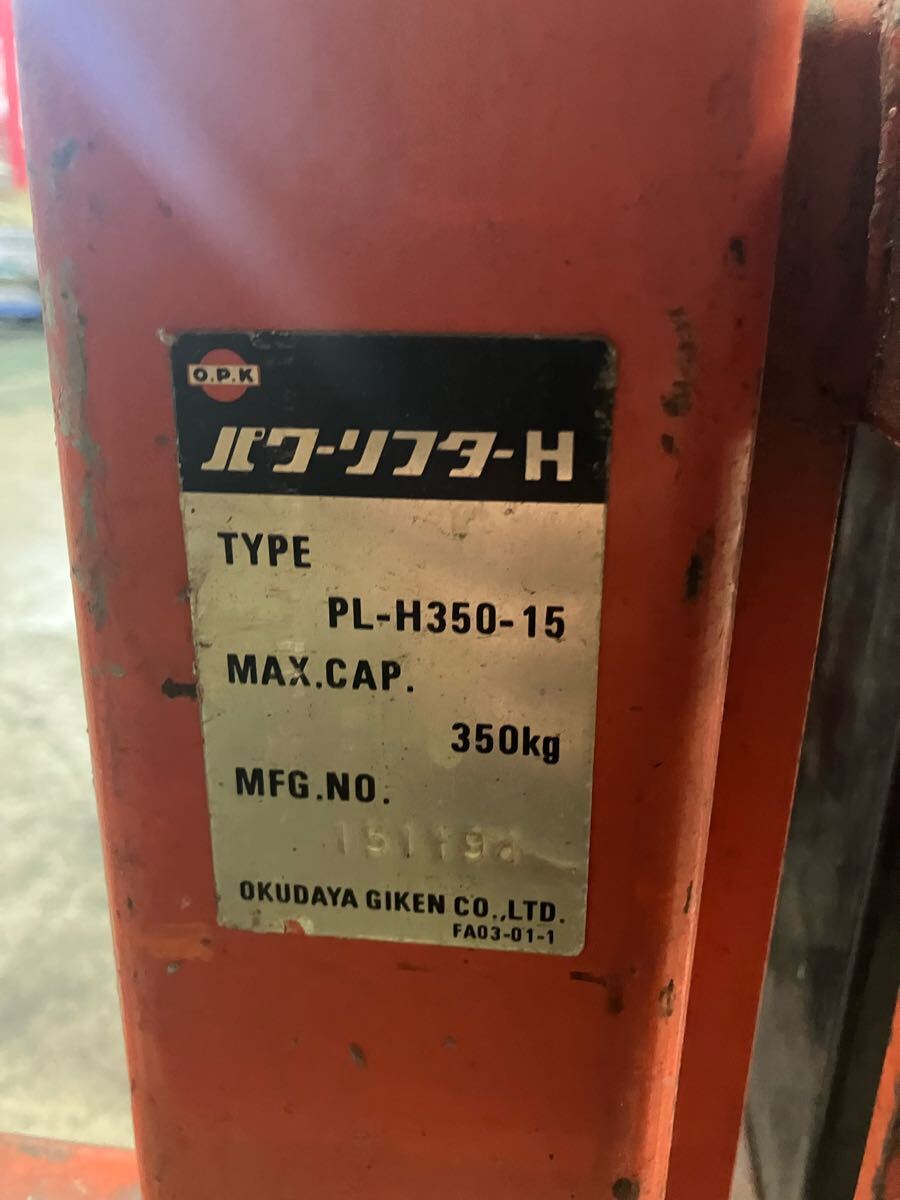 O.P.K
パワーリフターH
TYPE
PL-H350-15
MAX.CAP.
350kg
MFG.NO.
OKUDAYA GIKEN CO.,LTD.
FA03-01-1